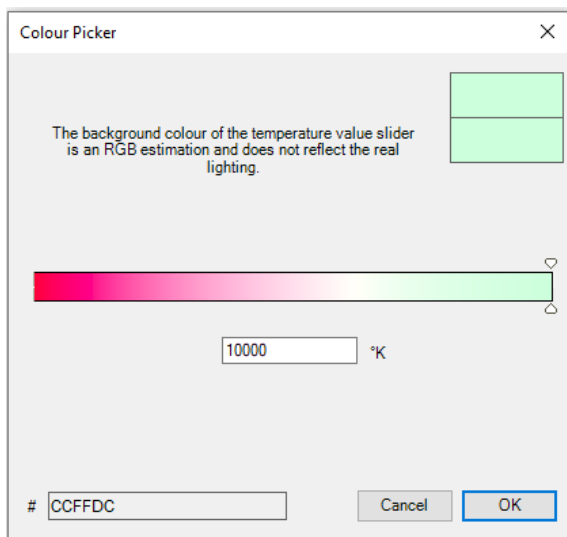 Colour Picker
The background colour of the temperature value slider
is an RGB estimation and does not reflect the real
lighting.
10000 °K
# CCFFDC Cancel OK